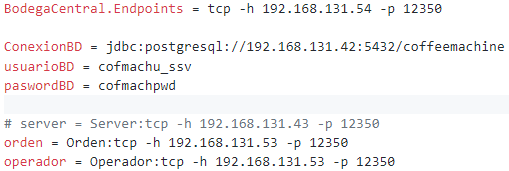 BodegaCentral.Endpoints = tcp -h 192.168.131.54 -p 12350
ConexionBD = jdbc:postgresql://192.168.131.42:5432/coffeemachine
usuarioBD = cofmachu_ssv
paswordBD = cofmachpwd
# server = Server:tcp -h 192.168.131.43 -p 12350
orden = Orden:tcp -h 192.168.131.53 -p 12350
operador = Operador:tcp -h 192.168.131.53 -p 12350